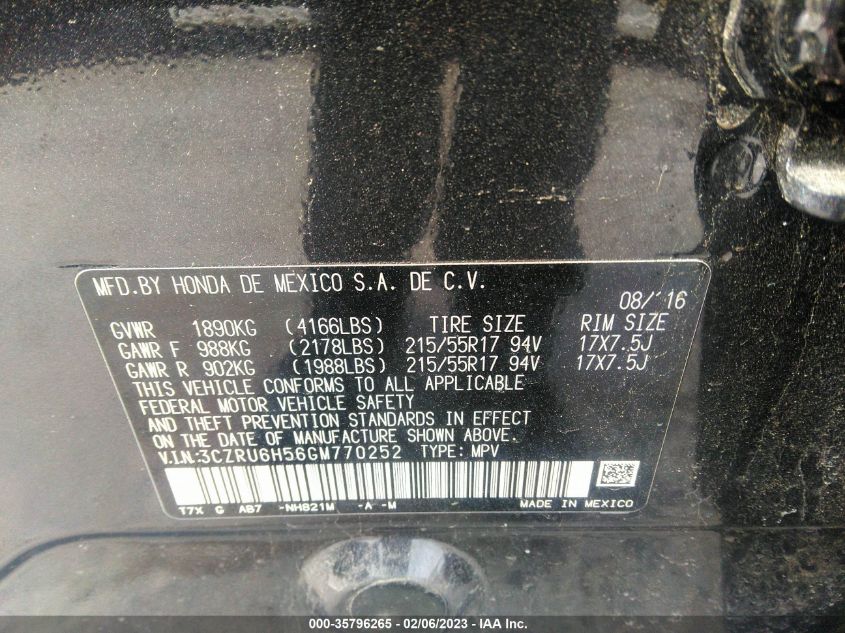 MFD.BY HONDA DE MEXICO S.A. DE C.V.
08/'16
GVWR 1890KG (4166LBS) TIRE SIZE RIM SIZE
GAWR F 988KG (2178LBS) 215/55R17 94V 17X7.5J
GAWR R 902KG (1988LBS) 215/55R17 94V 17X7.5J
THIS VEHICLE CONFORMS TO ALL APPLICABLE
FEDERAL MOTOR VEHICLE SAFETY
AND THEFT PREVENTION STANDARDS IN EFFECT
ON THE DATE OF MANUFACTURE SHOWN ABOVE.
V.I.N:3CZRU6H56GM770252 TYPE: MPV
T7X G AB7 -NH821M -A -M MADE IN MEXICO
000-35796265 - 02/06/2023 - IAA Inc.